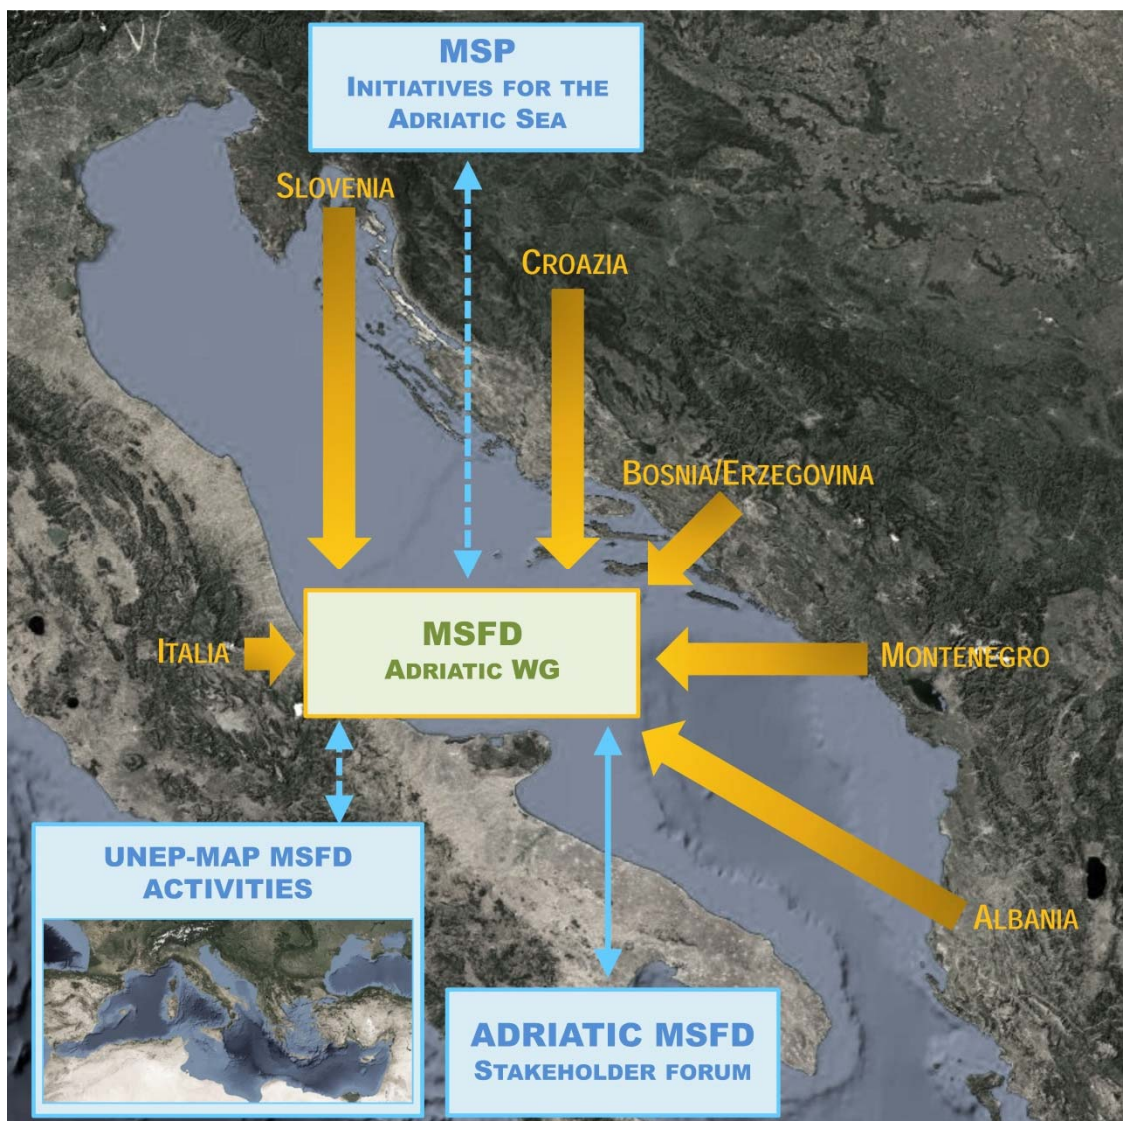 MSP
INITIATIVES FOR THE
ADRIATIC SEA
SLOVENIA
CROAZIA
BOSNIA/ERZEGOVINA
ITALIA
MSFD
ADRIATIC WG
MONTENEGRO
UNEP-MAP MSFD
ACTIVITIES
ALBANIA
ADRIATIC MSFD
STAKEHOLDER FORUM